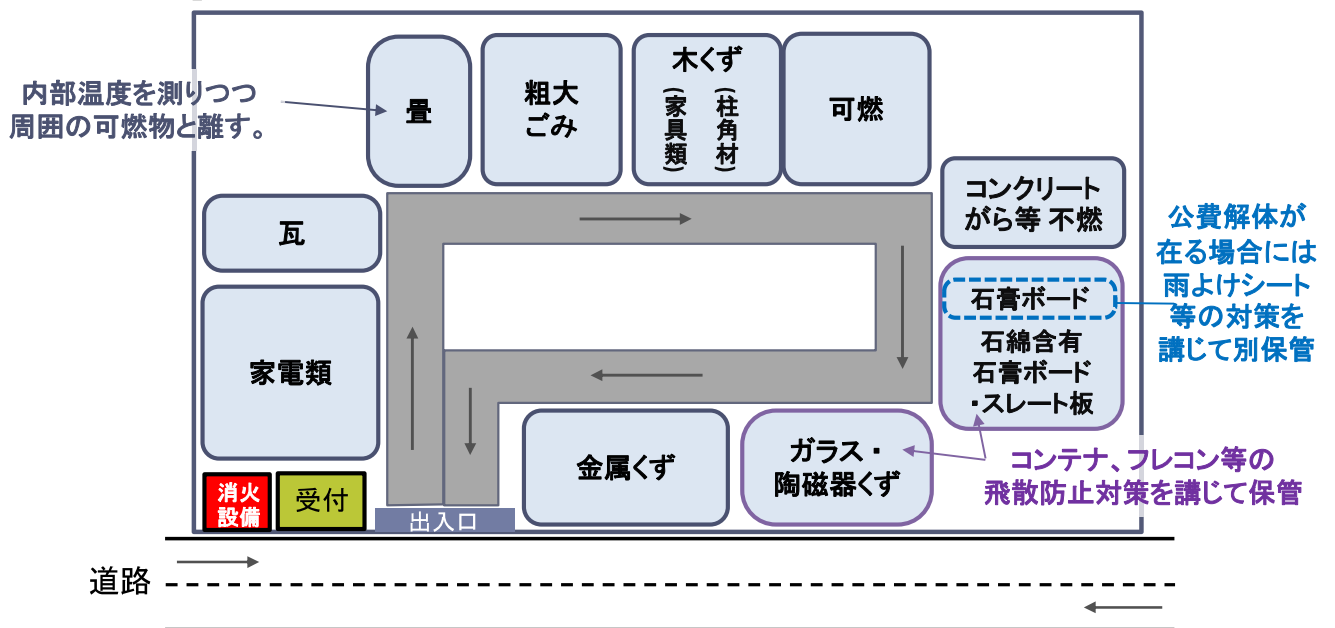 内部温度を測りつつ
周囲の可燃物と離す。
畳
粗大
ごみ
木くず
（家具類）
（柱角材）
可燃
瓦
コンクリート
がら等 不燃
公費解体が
在る場合には
雨よけシート
等の対策を
講じて別保管
石膏ボード
石綿含有
石膏ボード
・スレート板
家電類
金属くず
ガラス・
陶磁器くず
コンテナ、フレコン等の
飛散防止対策を講じて保管
消火
設備
受付
出入口
道路